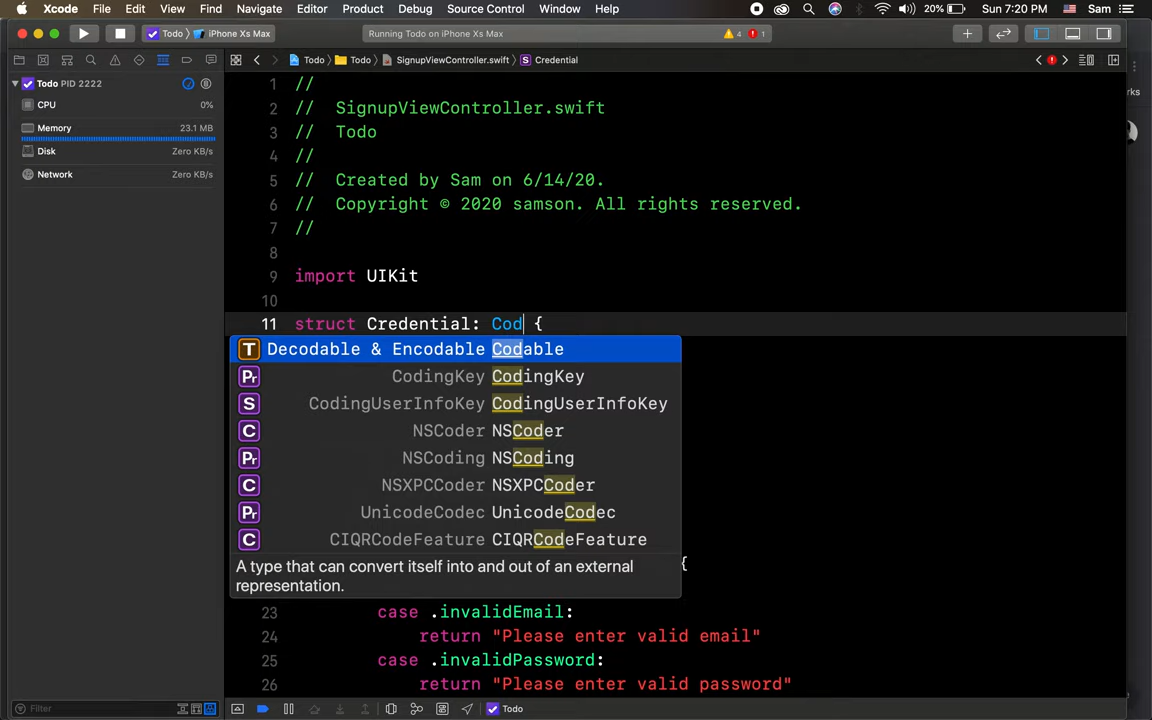 Xcode File Edit View Find Navigate Editor Product Debug Source Control Window Help 20% Sun 7:20 PM Sam
Todo iPhone Xs Max Running Todo on iPhone Xs Max 4 1
Todo Todo SignupViewController.swift S Credential
Todo PID 2222
CPU 0%
Memory 23.1 MB
Disk Zero KB/s
Network Zero KB/s
rks
1 //
2 // SignupViewController.swift
3 // Todo
4 //
5 // Created by Sam on 6/14/20.
6 // Copyright © 2020 samson. All rights reserved.
7 //
8
9 import UIKit
10
11 struct Credential: Cod {
T Decodable & Encodable Codable
Pr CodingKey CodingKey
S CodingUserInfoKey CodingUserInfoKey
C NSCoder NSCoder
Pr NSCoding NSCoding
C NSXPCCoder NSXPCCoder
Pr UnicodeCodec UnicodeCodec
C CIQRCodeFeature CIQRCodeFeature
A type that can convert itself into and out of an external
representation.
{
23 case .invalidEmail:
24 return "Please enter valid email"
25 case .invalidPassword:
26 return "Please enter valid password"
Filter Todo